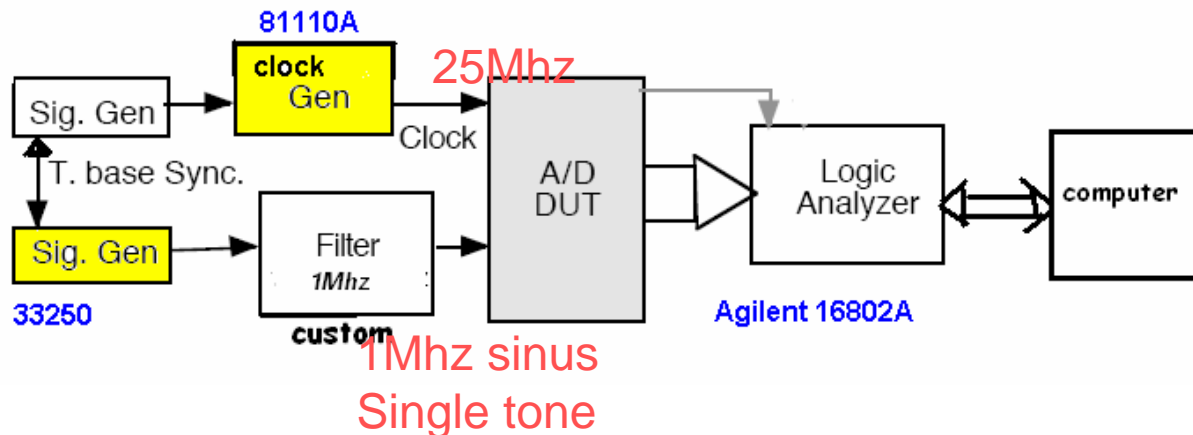 81110A
clock
Gen
25Mhz
Sig. Gen
Clock
T. base Sync.
A/D
DUT
Logic
Analyzer
computer
Sig. Gen
Filter
1Mhz
33250
custom
Agilent 16802A
1Mhz sinus
Single tone